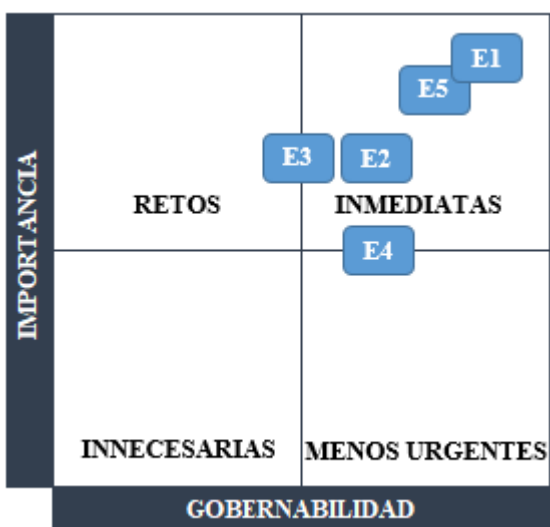 E1
E5
E3
E2
RETOS
INMEDIATAS
E4
IMPORTANCIA
INNECESARIAS
MENOS URGENTES
GOBERNABILIDAD